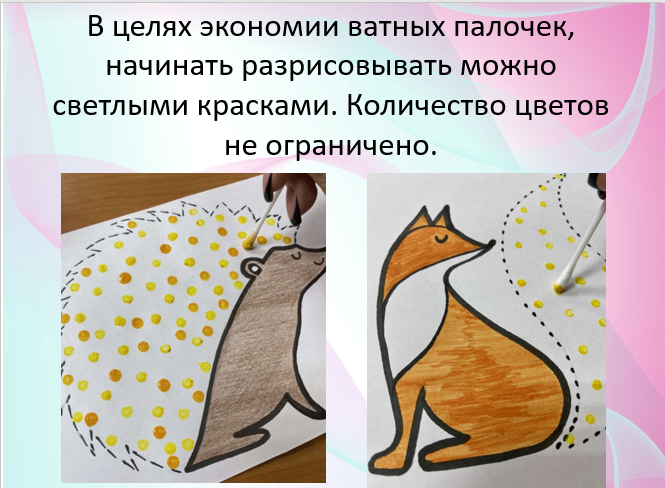 В целях экономии ватных палочек,
начинать разрисовывать можно
светлыми красками. Количество цветов
не ограничено.